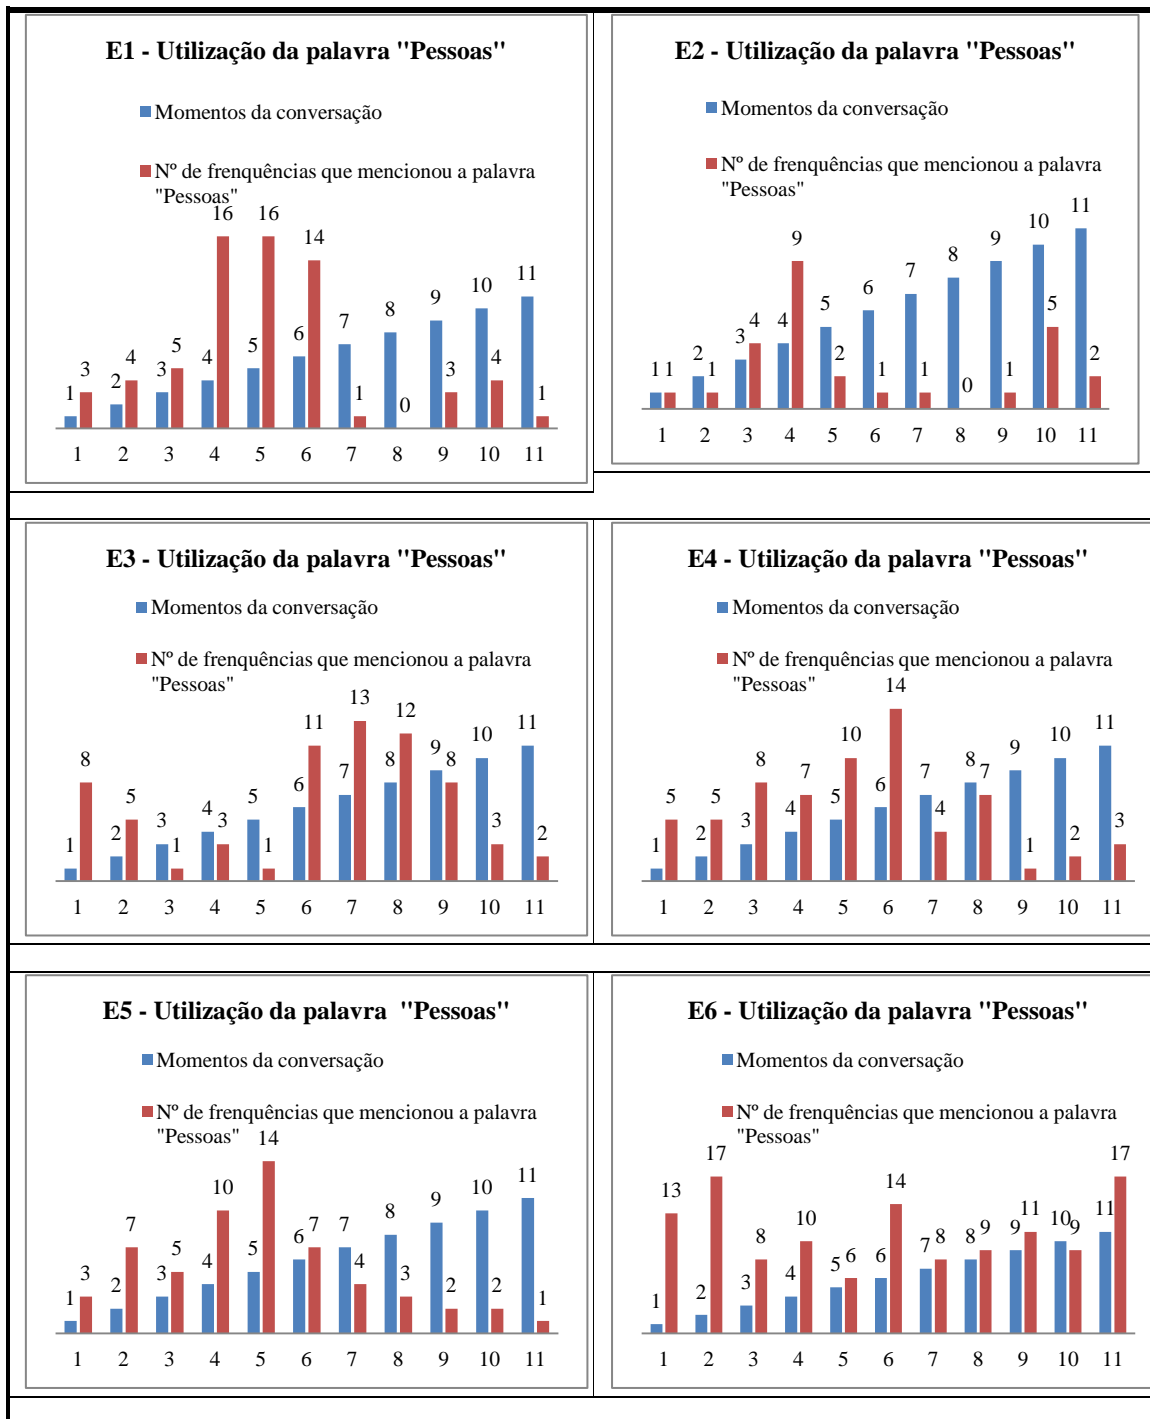 E1 - Utilização da palavra "Pessoas"
Momentos da conversação
Nº de frenquências que mencionou a palavra
"Pessoas"
16 16
14
11
10
9
8
7
6
5 5
4 4 4
3 3 3
2
1 1 1
0
1 2 3 4 5 6 7 8 9 10 11
E2 - Utilização da palavra "Pessoas"
Momentos da conversação
Nº de frenquências que mencionou a palavra
"Pessoas"
11
10
9 9
8
7
6
5 5
4 4
3
2 2 2
1 1 1 1 1 1
0
1 2 3 4 5 6 7 8 9 10 11
E3 - Utilização da palavra "Pessoas"
Momentos da conversação
Nº de frenquências que mencionou a palavra
"Pessoas"
13
12
11 11
10
9
8 8 8
7
6
5 5
4
3 3 3
2 2
1 1 1
1 2 3 4 5 6 7 8 9 10 11
E4 - Utilização da palavra "Pessoas"
Momentos da conversação
Nº de frenquências que mencionou a palavra
"Pessoas"
14
11
10 10
9
8 8
7 7 7
6
5 5 5
4 4
3 3
2 2
1 1
1 2 3 4 5 6 7 8 9 10 11
E5 - Utilização da palavra  "Pessoas"
Momentos da conversação
Nº de frenquências que mencionou a palavra
"Pessoas"
14
11
10 10
9
8
7 7 7
6
5 5
4 4
3 3 3
2 2 2
1 1
1 2 3 4 5 6 7 8 9 10 11
E6 - Utilização da palavra "Pessoas"
Momentos da conversação
Nº de frenquências que mencionou a palavra
"Pessoas"
17 17
14
13
11 11
10 10
9 9 9
8 8 8
7
6 6
5
4
3
2
1
1 2 3 4 5 6 7 8 9 10 11